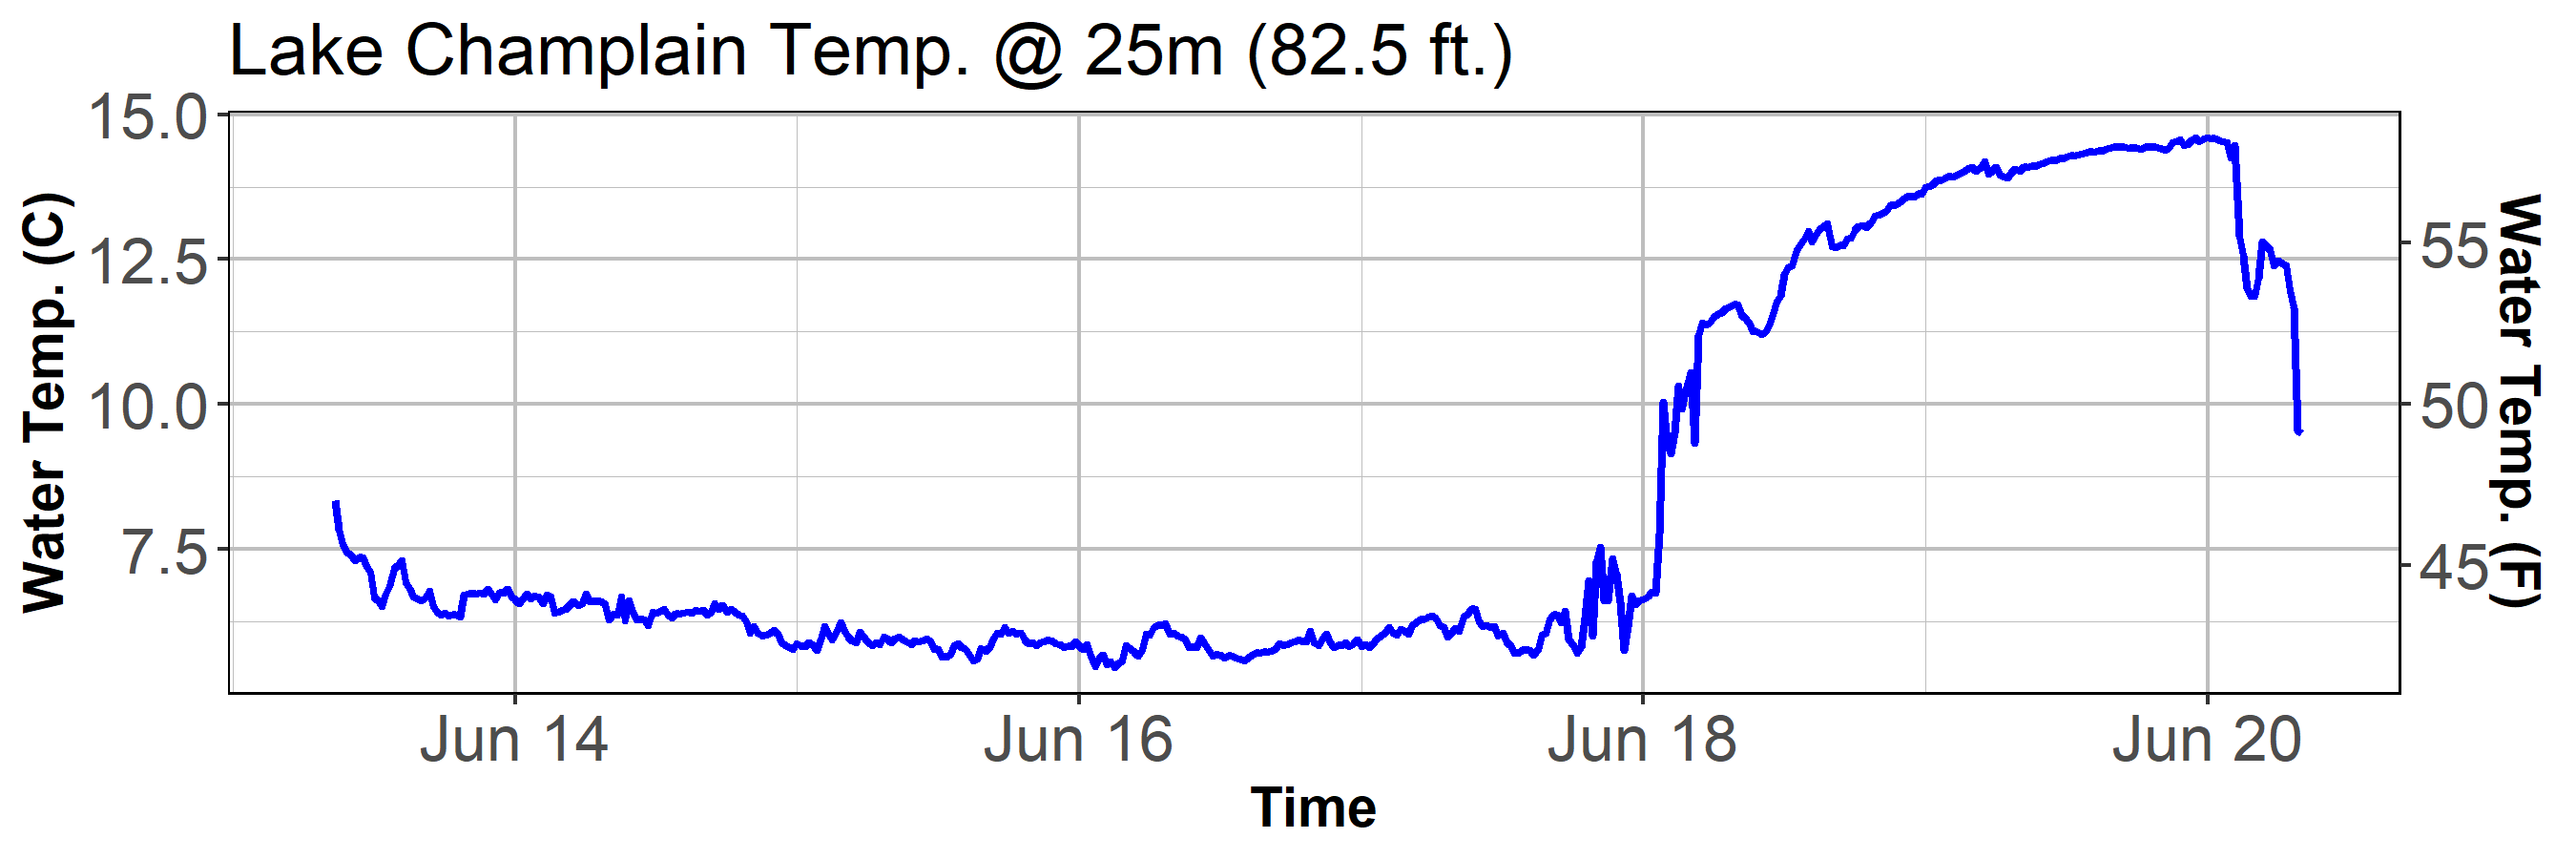 Lake Champlain Temp. @ 25m (82.5 ft.)
Water Temp. (C)
15.0
12.5
10.0
7.5
55
50
45
Water Temp. (F)
Jun 14 Jun 16 Jun 18 Jun 20
Time